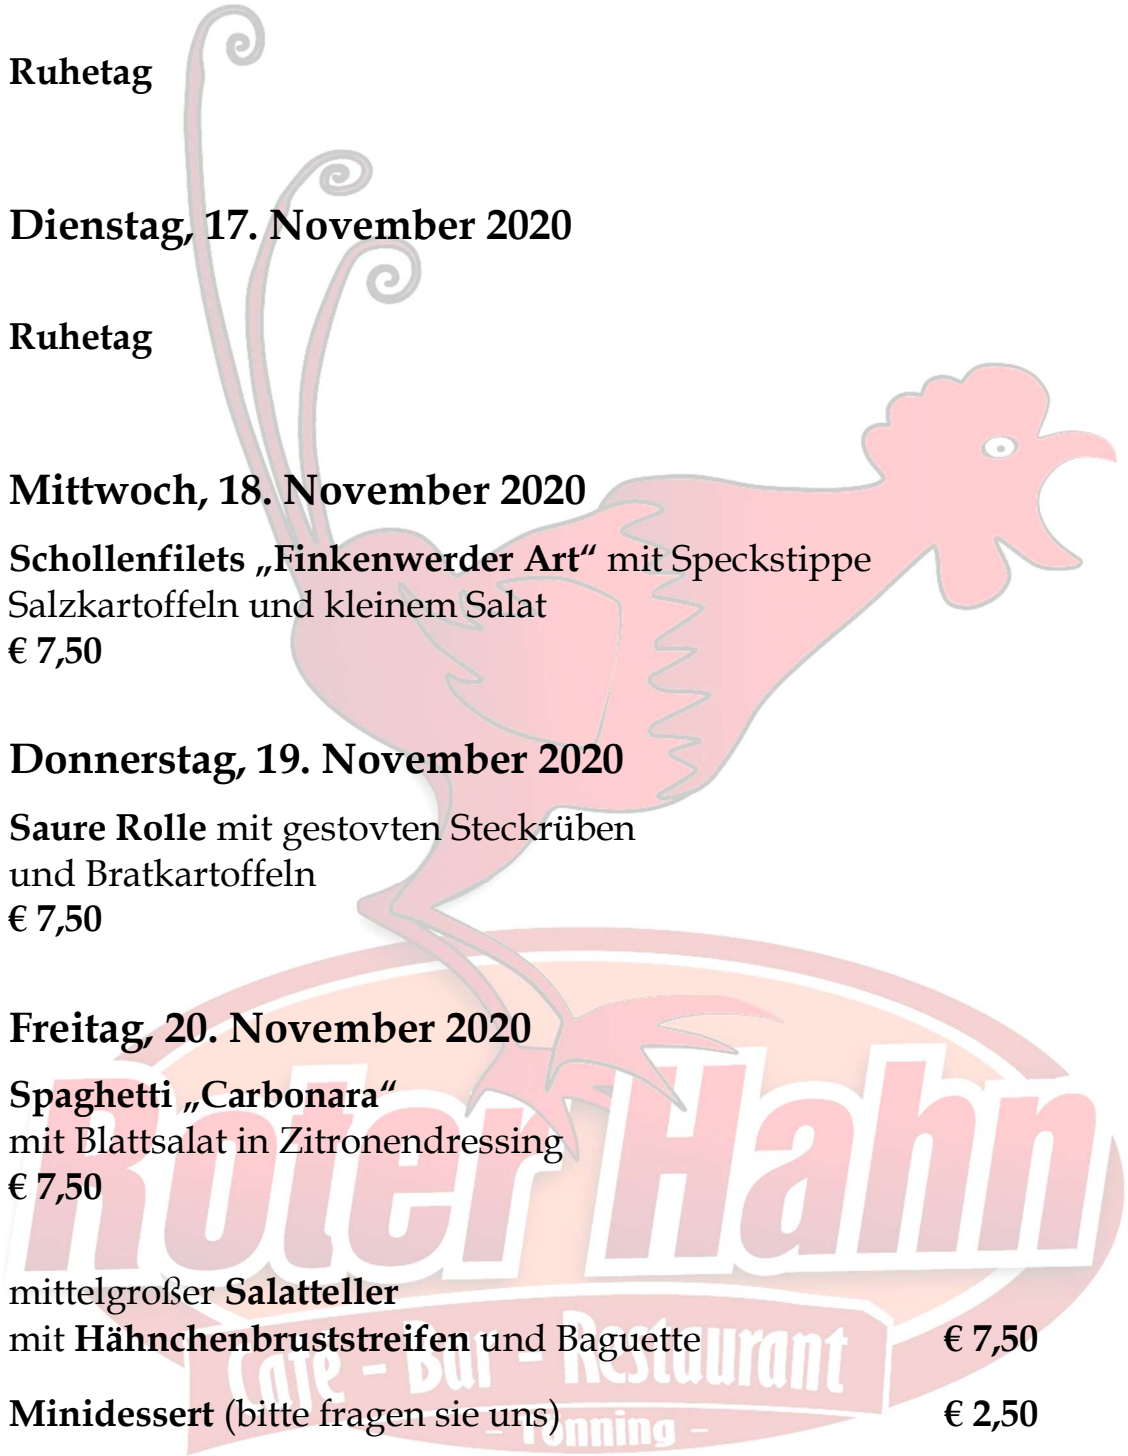 Ruhetag
Dienstag, 17. November 2020
Ruhetag
Mittwoch, 18. November 2020
Schollenfilets „Finkenwerder Art“ mit Speckstippe
Salzkartoffeln und kleinem Salat
€ 7,50
Donnerstag, 19. November 2020
Saure Rolle mit gestovten Steckrüben
und Bratkartoffeln
€ 7,50
Freitag, 20. November 2020
Spaghetti „Carbonara“
mit Blattsalat in Zitronendressing
€ 7,50
Roter Hahn
mittelgroßer Salatteller
mit Hähnchenbruststreifen und Baguette € 7,50
Cafe - Bar - Restaurant
Minidessert (bitte fragen sie uns) € 2,50
- Tönning -